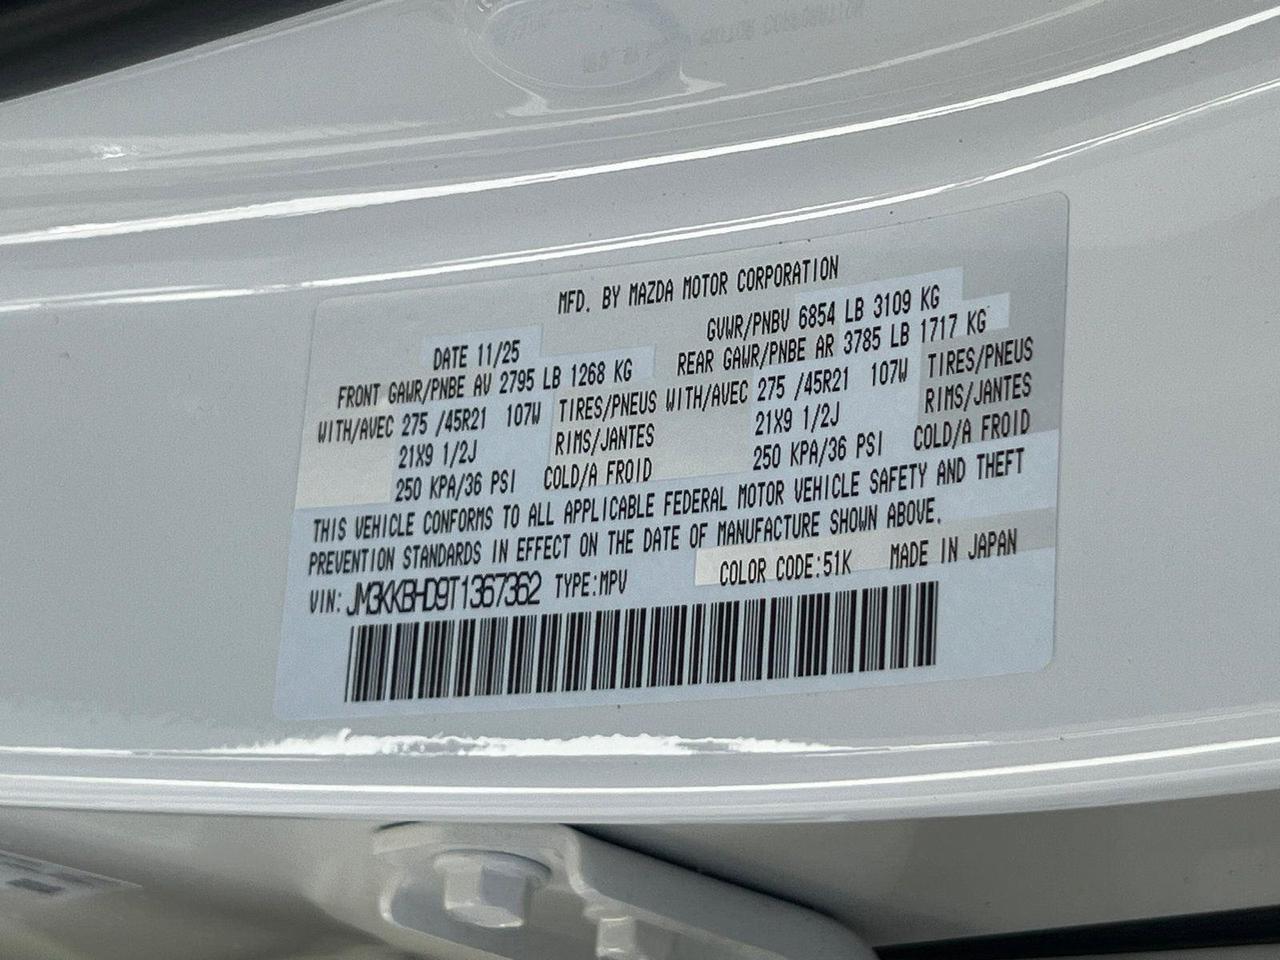 MFD. BY MAZDA MOTOR CORPORATION
DATE 11/25
GVWR/PNBV 6854 LB 3109 KG
FRONT GAWR/PNBE AV 2795 LB 1268 KG
REAR GAWR/PNBE AR 3785 LB 1717 KG
WITH/AVEC 275 /45R21 107W TIRES/PNEUS
WITH/AVEC 275 /45R21 107W TIRES/PNEUS
21X9 1/2J RIMS/JANTES
21X9 1/2J RIMS/JANTES
250 KPA/36 PSI COLD/A FROID
250 KPA/36 PSI COLD/A FROID
THIS VEHICLE CONFORMS TO ALL APPLICABLE FEDERAL MOTOR VEHICLE SAFETY AND THEFT
PREVENTION STANDARDS IN EFFECT ON THE DATE OF MANUFACTURE SHOWN ABOVE.
VIN: JM3KKBHD9T1367362 TYPE:MPV COLOR CODE:51K MADE IN JAPAN